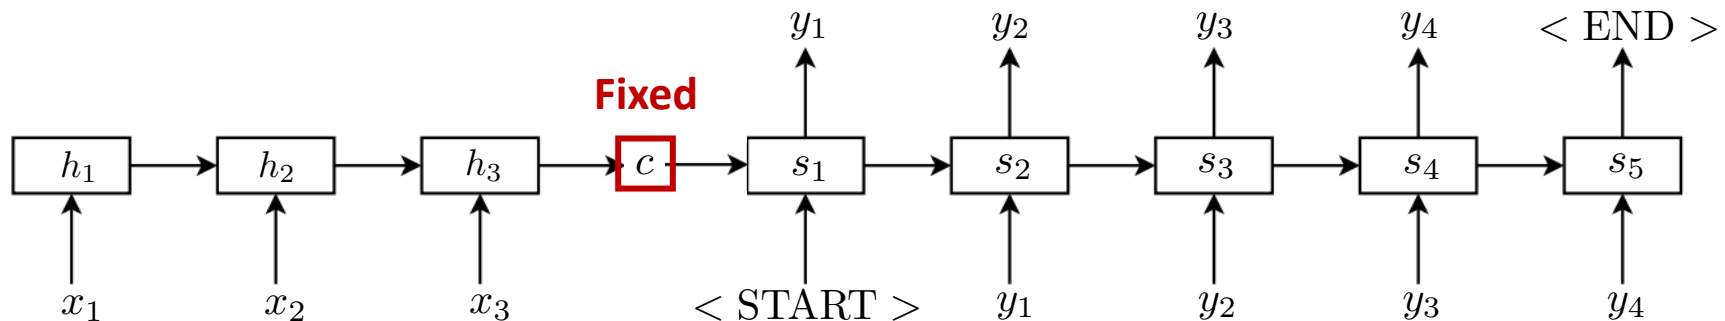 y₁ y₂ y₃ y₄ < END >
Fixed
h₁ h₂ h₃ c s₁ s₂ s₃ s₄ s₅
x₁ x₂ x₃ < START > y₁ y₂ y₃ y₄